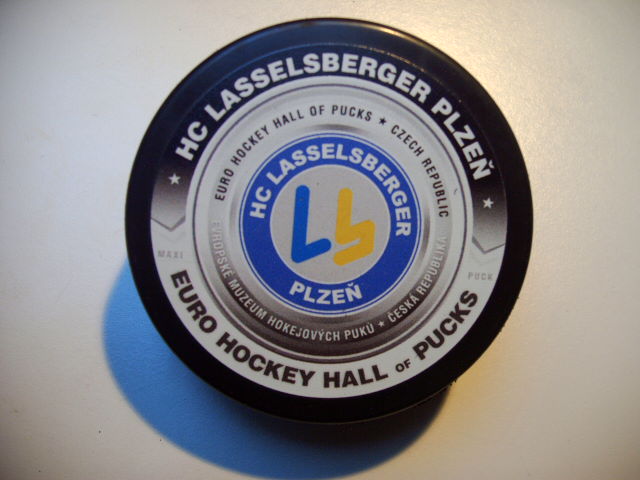 HC LASSELSBERGER PLZEŇ
EURO HOCKEY HALL OF PUCKS ★ CZECH REPUBLIC
HC LASSELSBERGER
Lb
PLZEŇ
EVROPSKÉ MUZEUM HOKEJOVÝCH PUKŮ ★ ČESKÁ REPUBLIKA
MAXI PUCK
EURO HOCKEY HALL OF PUCKS